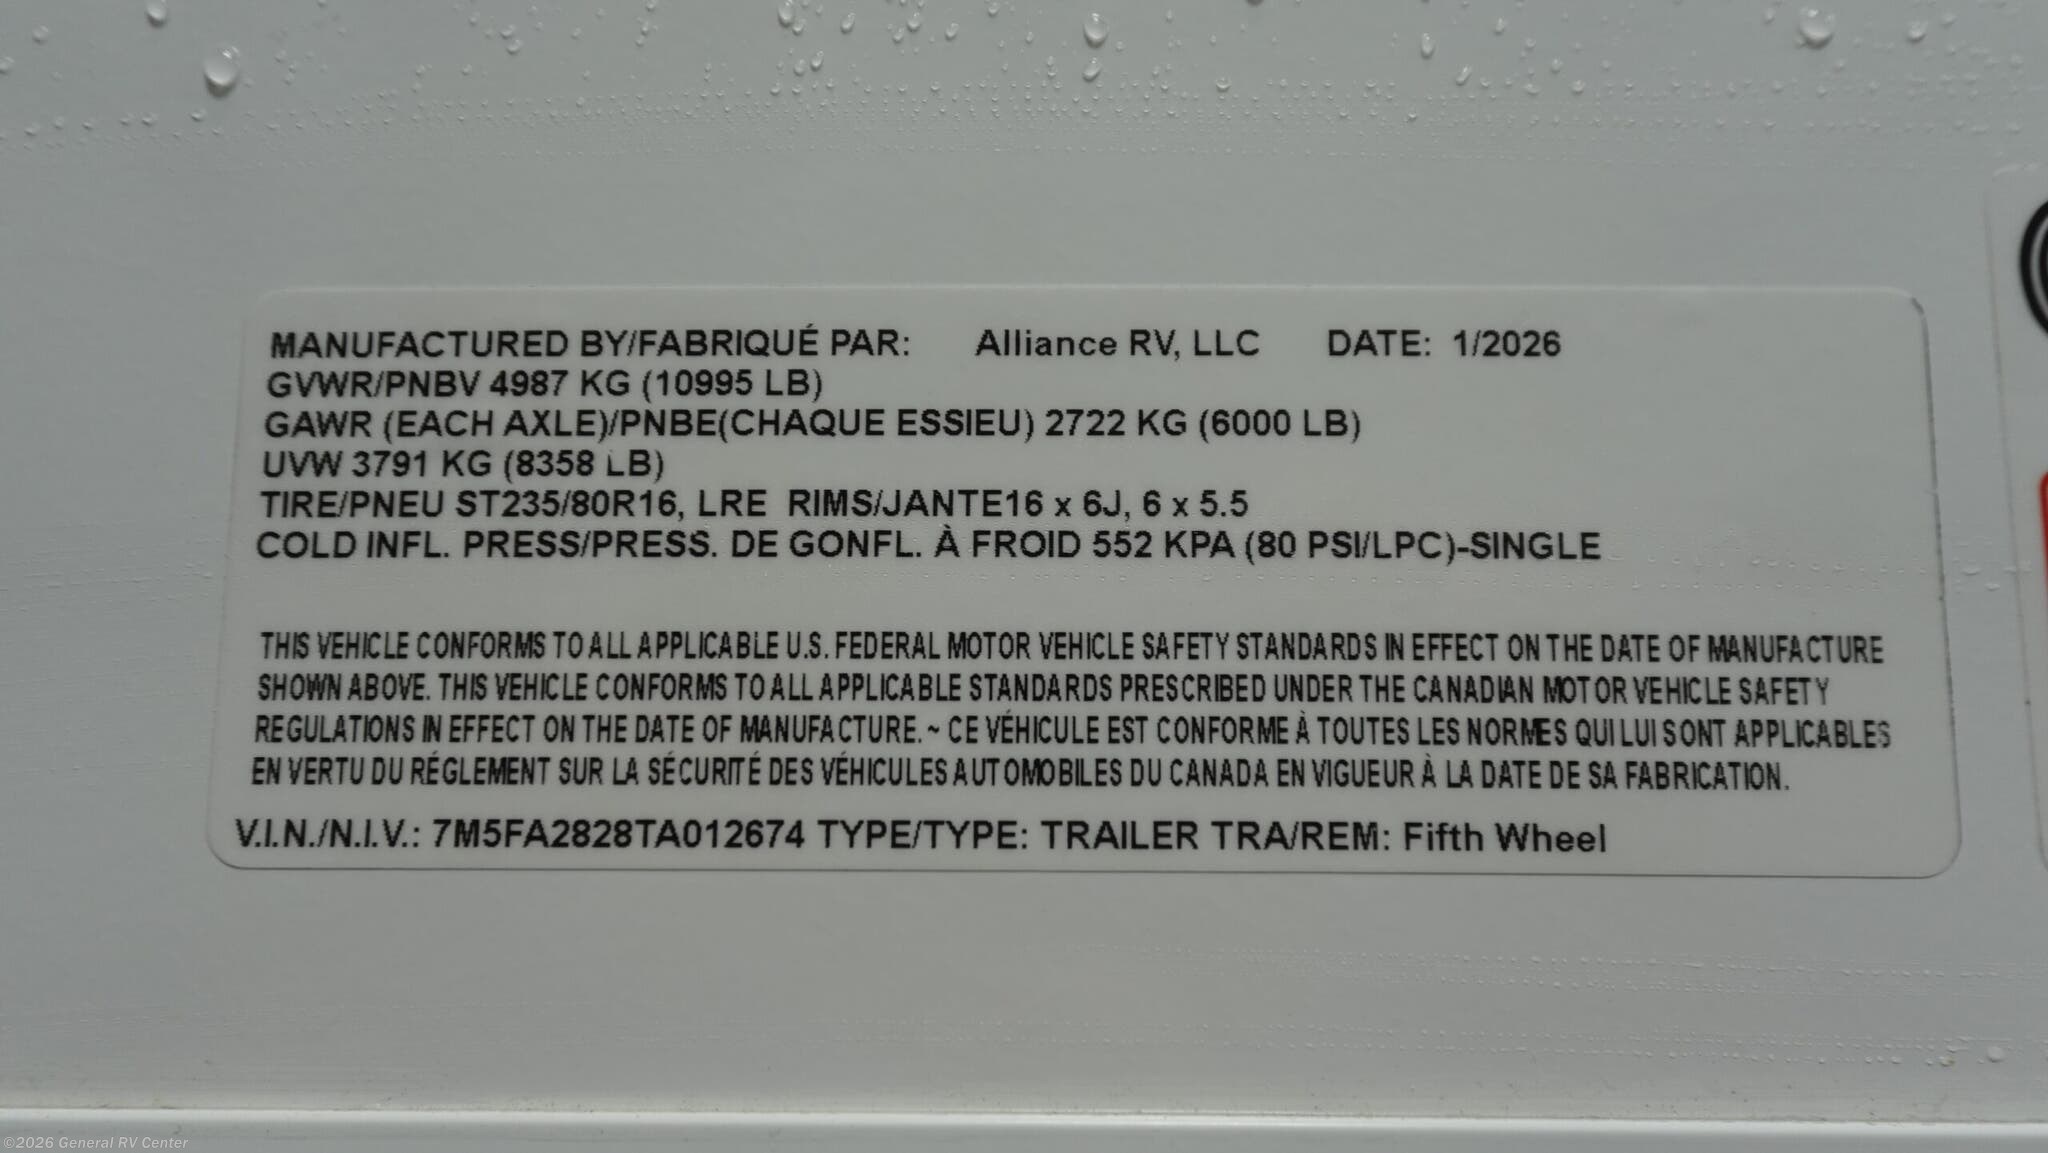 MANUFACTURED BY/FABRIQUÉ PAR: Alliance RV, LLC DATE: 1/2026
GVWR/PNBV 4987 KG (10995 LB)
GAWR (EACH AXLE)/PNBE(CHAQUE ESSIEU) 2722 KG (6000 LB)
UVW 3791 KG (8358 LB)
TIRE/PNEU ST235/80R16, LRE RIMS/JANTE16 x 6J, 6 x 5.5
COLD INFL. PRESS/PRESS. DE GONFL. À FROID 552 KPA (80 PSI/LPC)-SINGLE
THIS VEHICLE CONFORMS TO ALL APPLICABLE U.S. FEDERAL MOTOR VEHICLE SAFETY STANDARDS IN EFFECT ON THE DATE OF MANUFACTURE
SHOWN ABOVE. THIS VEHICLE CONFORMS TO ALL APPLICABLE STANDARDS PRESCRIBED UNDER THE CANADIAN MOTOR VEHICLE SAFETY
REGULATIONS IN EFFECT ON THE DATE OF MANUFACTURE. ~ CE VÉHICULE EST CONFORME À TOUTES LES NORMES QUI LUI SONT APPLICABLES
EN VERTU DU RÉGLEMENT SUR LA SÉCURITÉ DES VÉHICULES AUTOMOBILES DU CANADA EN VIGUEUR À LA DATE DE SA FABRICATION.
V.I.N./N.I.V.: 7M5FA2828TA012674 TYPE/TYPE: TRAILER TRA/REM: Fifth Wheel
©2026 General RV Center